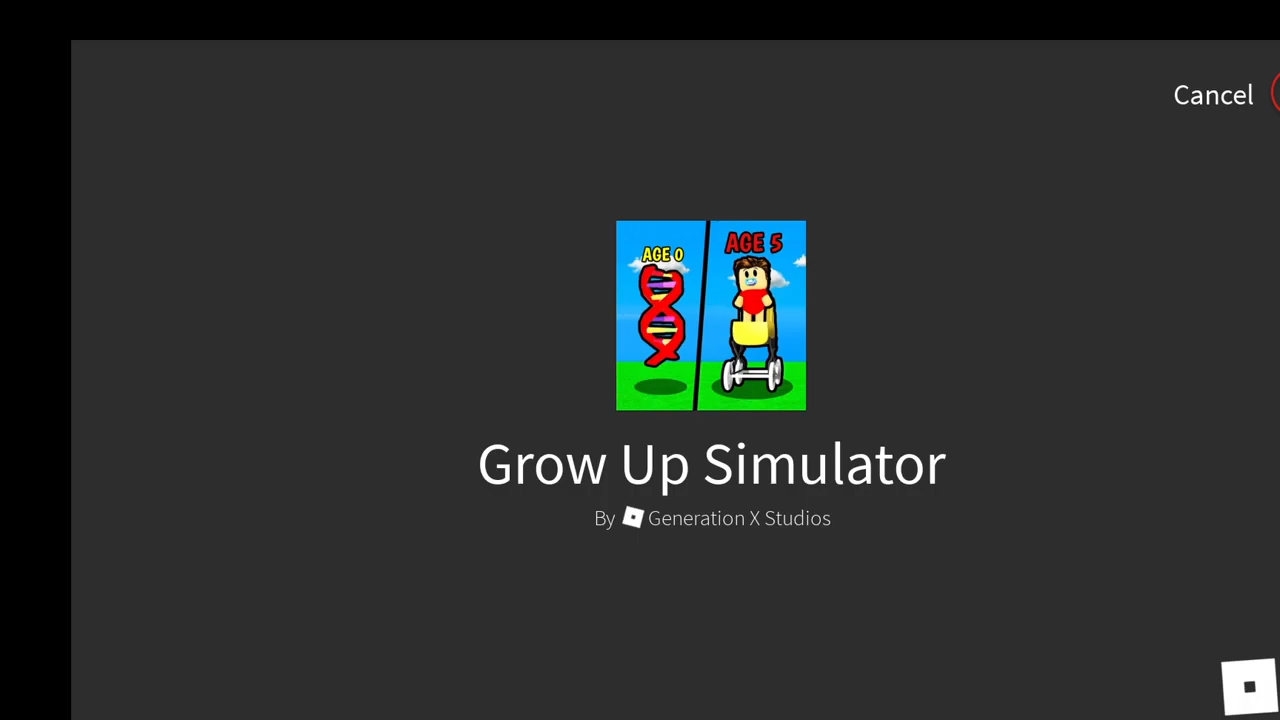 Cancel
AGE 0
AGE 5
Grow Up Simulator
By Generation X Studios